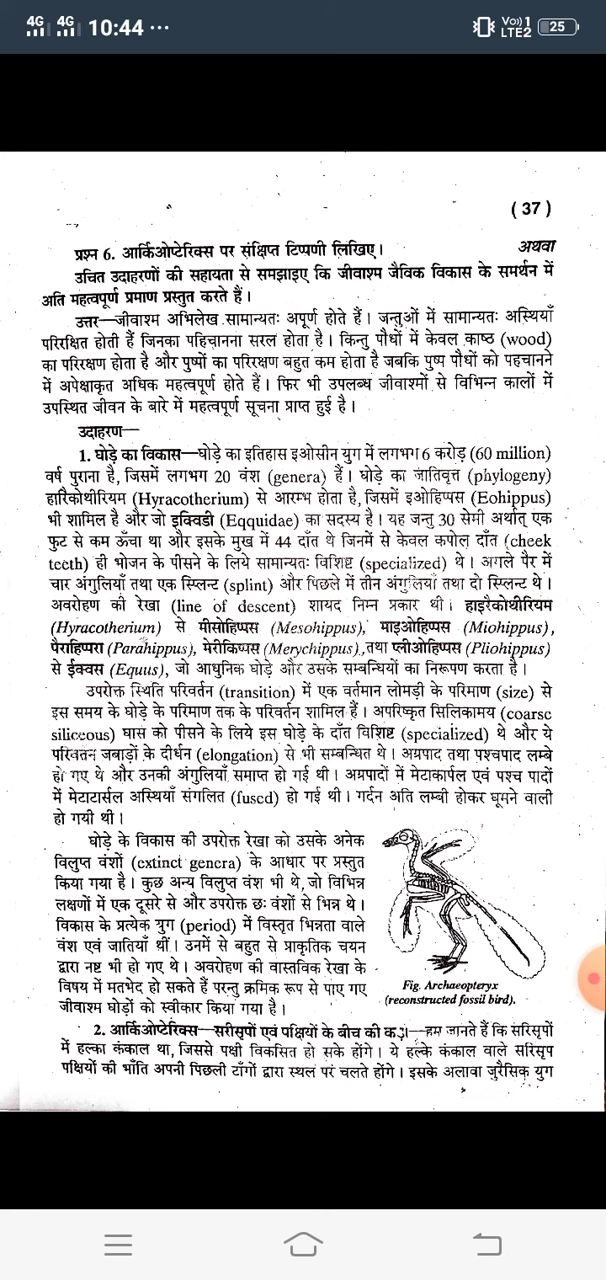 4G 4G 10:44 ... Vo)) 1 LTE2 25
( 37 )
प्रश्न 6. आर्किओप्टेरिक्स पर संक्षिप्त टिप्पणी लिखिए। अथवा
उचित उदाहरणों की सहायता से समझाइए कि जीवाश्म जैविक विकास के समर्थन में
अति महत्वपूर्ण प्रमाण प्रस्तुत करते हैं।
उत्तर—जीवाश्म अभिलेख सामान्यतः अपूर्ण होते हैं। जन्तुओं में सामान्यतः अस्थियाँ
परिरक्षित होती हैं जिनका पहिचानना सरल होता है। किन्तु पौधों में केवल काष्ठ (wood)
का परिरक्षण होता है और पुष्पों का परिरक्षण बहुत कम होता है जबकि पुष्प पौधों को पहचानने
में अपेक्षाकृत अधिक महत्वपूर्ण होते हैं। फिर भी उपलब्ध जीवाश्मों से विभिन्न कालों में
उपस्थित जीवन के बारे में महत्वपूर्ण सूचना प्राप्त हुई है।
उदाहरण—
1. घोड़े का विकास—घोड़े का इतिहास इओसीन युग में लगभग 6 करोड़ (60 million)
वर्ष पुराना है, जिसमें लगभग 20 वंश (genera) हैं। घोड़े का जातिवृत्त (phylogeny)
हारैकोथीरियम (Hyracotherium) से आरम्भ होता है, जिसमें इओहिप्पस (Eohippus)
भी शामिल है और जो इक्विडी (Eqquidae) का सदस्य है। यह जन्तु 30 सेमी अर्थात् एक
फुट से कम ऊँचा था और इसके मुख में 44 दाँत थे जिनमें से केवल कपोल दाँत (cheek
teeth) ही भोजन के पीसने के लिये सामान्यतः विशिष्ट (specialized) थे। अगले पैर में
चार अंगुलियाँ तथा एक स्प्लिन्ट (splint) और पिछले में तीन अंगुलियाँ तथा दो स्प्लिन्ट थे।
अवरोहण की रेखा (line of descent) शायद निम्न प्रकार थी। हाइरैकोथीरियम
(Hyracotherium) से मीसोहिप्पस (Mesohippus), माइओहिप्पस (Miohippus),
पैराहिप्परा (Parahippus), मेरीकिप्पस (Merychippus), तथा प्लीओहिप्पस (Pliohippus)
से ईक्वस (Equus), जो आधुनिक घोड़े और उसके सम्बन्धियों का निरूपण करता है।
उपरोक्त स्थिति परिवर्तन (transition) में एक वर्तमान लोमड़ी के परिमाण (size) से
इस समय के घोड़े के परिमाण तक के परिवर्तन शामिल हैं। अपरिष्कृत सिलिकामय (coarse
siliceous) घास को पीसने के लिये इस घोड़े के दाँत विशिष्ट (specialized) थे और ये
परिवर्तन जबाड़ों के दीर्धन (elongation) से भी सम्बन्धित थे। अग्रपाद तथा पश्चपाद लम्बे
हो गए थे और उनकी अंगुलियाँ समाप्त हो गई थी। अग्रपादों में मेटाकार्पल एवं पश्च पादों
में मेटाटार्सल अस्थियाँ संगलित (fused) हो गई थी। गर्दन अति लम्बी होकर घूमने वाली
हो गयी थी।
घोड़े के विकास की उपरोक्त रेखा को उसके अनेक
विलुप्त वंशों (extinct genera) के आधार पर प्रस्तुत
किया गया है। कुछ अन्य विलुप्त वंश भी थे, जो विभिन्न
लक्षणों में एक दूसरे से और उपरोक्त छः वंशों से भिन्न थे।
विकास के प्रत्येक युग (period) में विस्तृत भिन्नता वाले
वंश एवं जातियाँ थीं। उनमें से बहुत से प्राकृतिक चयन
द्वारा नष्ट भी हो गए थे। अवरोहण की वास्तविक रेखा के
विषय में मतभेद हो सकते हैं परन्तु क्रमिक रूप से पाए गए
जीवाश्म घोड़ों को स्वीकार किया गया है।
Fig. Archaeopteryx
(reconstructed fossil bird).
2. आर्किओप्टेरिक्स—सरीसृपों एवं पक्षियों के बीच की कड़ी—हम जानते हैं कि सरिसृपों
में हल्का कंकाल था, जिससे पक्षी विकसित हो सके होंगे। ये हल्के कंकाल वाले सरिसृप
पक्षियों की भाँति अपनी पिछली टाँगों द्वारा स्थल पर चलते होंगे। इसके अलावा जुरैसिक युग